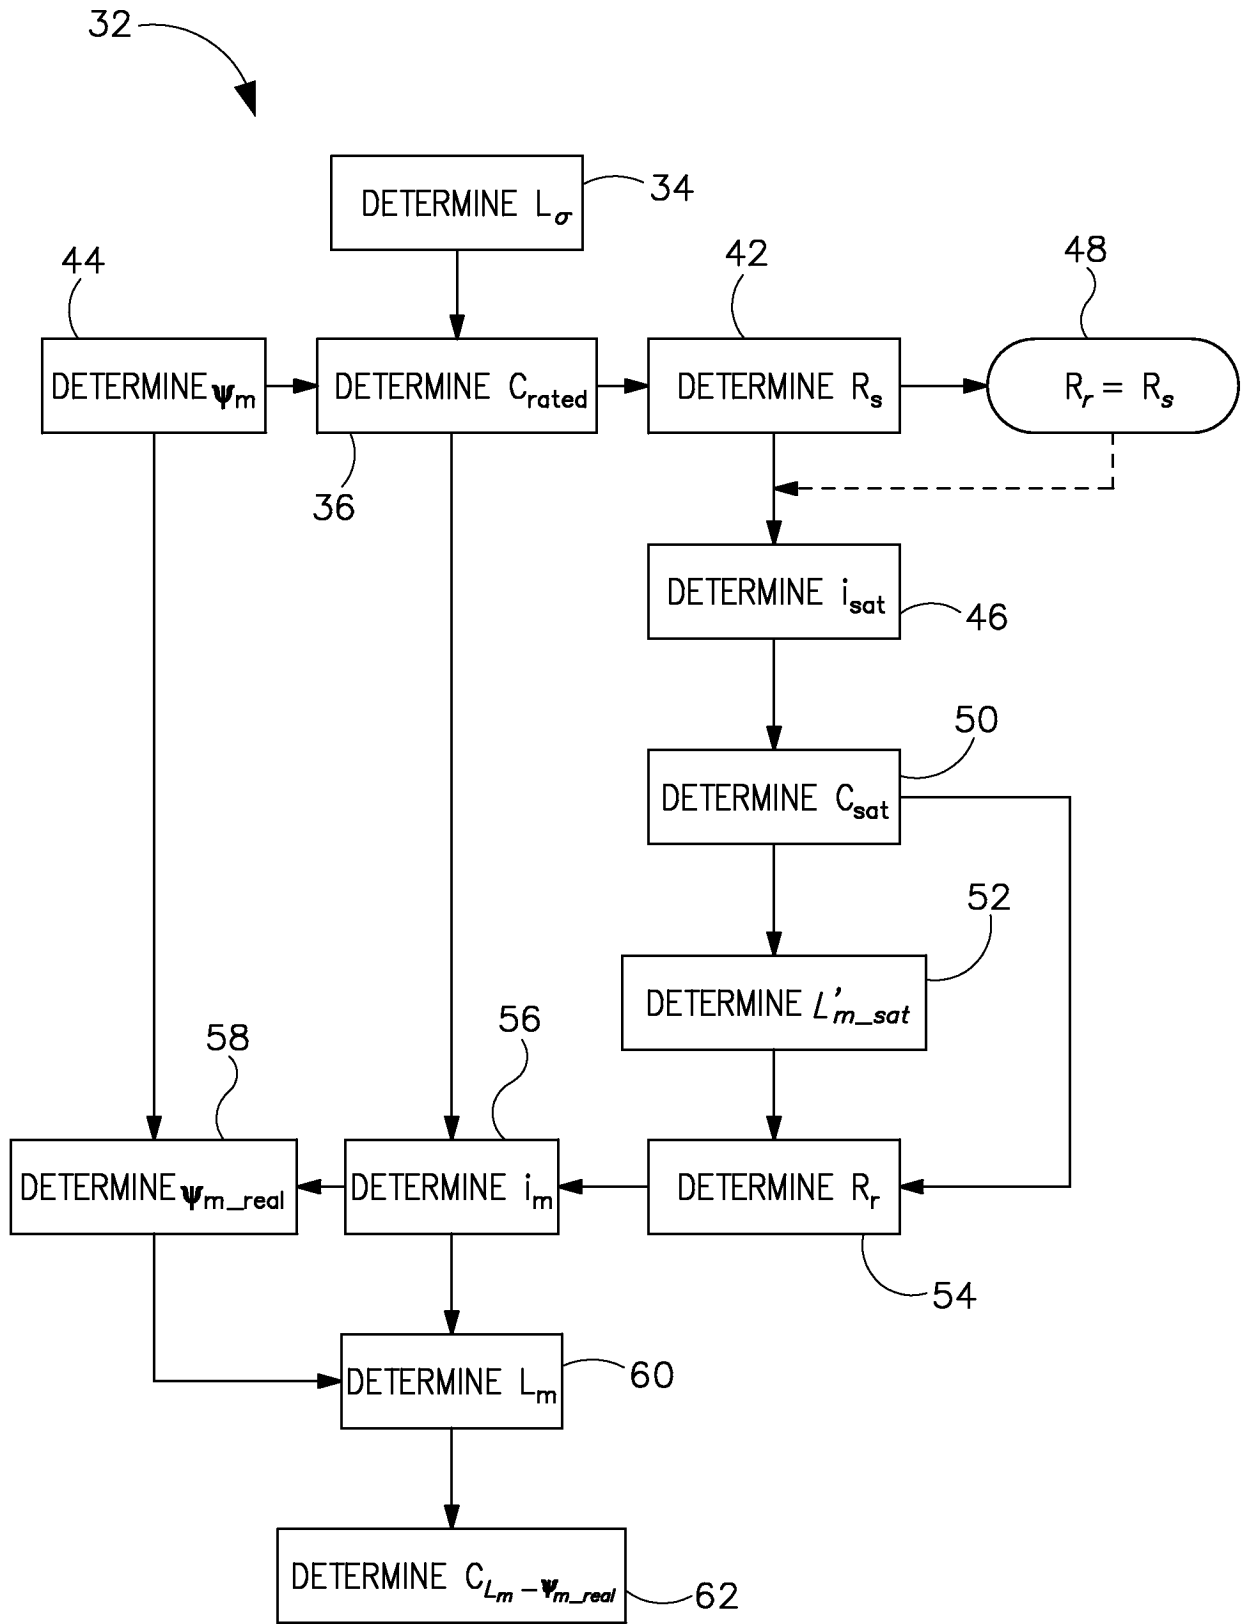 32
DETERMINE Lσ
34
44
42
48
DETERMINE Ψm
DETERMINE Crated
DETERMINE Rs
Rr = Rs
36
DETERMINE isat
46
50
DETERMINE Csat
52
DETERMINE L'm_sat
58
56
DETERMINE Ψm_real
DETERMINE im
DETERMINE Rr
54
DETERMINE Lm
60
DETERMINE CLm – Ψm_real
62